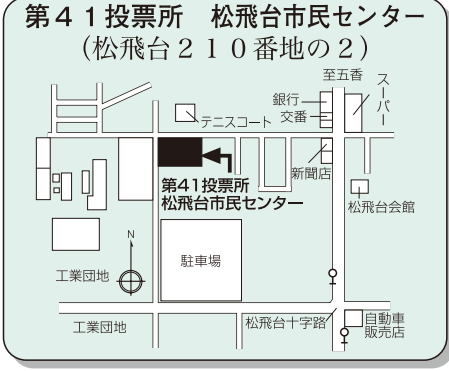 第４１投票所　松飛台市民センター
(松飛台２１０番地の２)
至五香
スーパー
銀行
交番
テニスコート
新聞店
第41投票所
松飛台市民センター
松飛台会館
N
駐車場
工業団地
工業団地
松飛台十字路
自動車
販売店